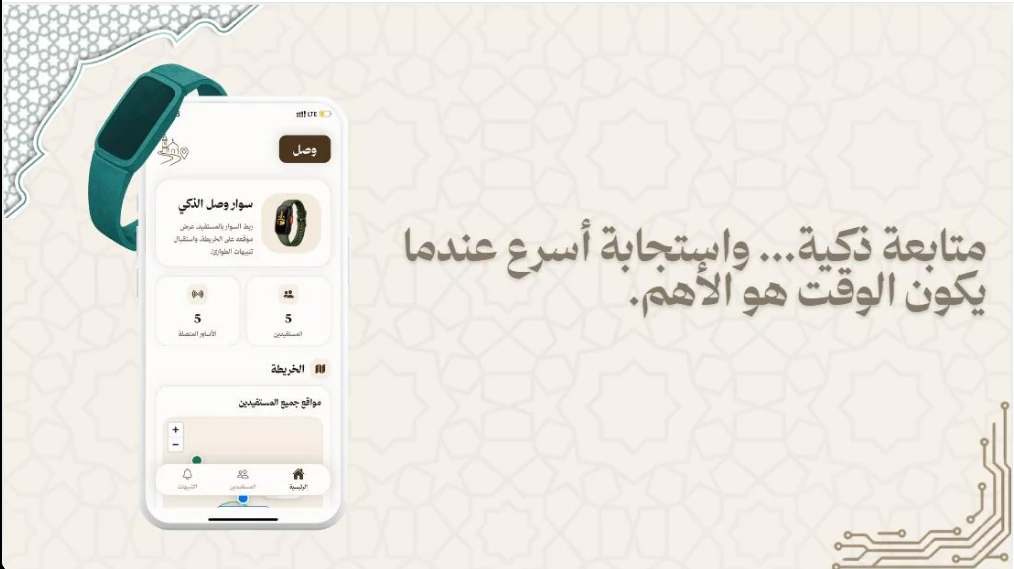 LTE
وصل
سوار وصل الذكي
ربط السوار بالمستفيد، عرض
موقعه على الخريطة، واستقبال
تنبيهات الطوارئ.
5
المستفيدين
5
الأساور المتصلة
الخريطة
مواقع جميع المستفيدين
+
−
الرئيسية
المستفيدين
التنبيهات
متابعة ذكية... واستجابة أسرع عندما
يكون الوقت هو الأهم.